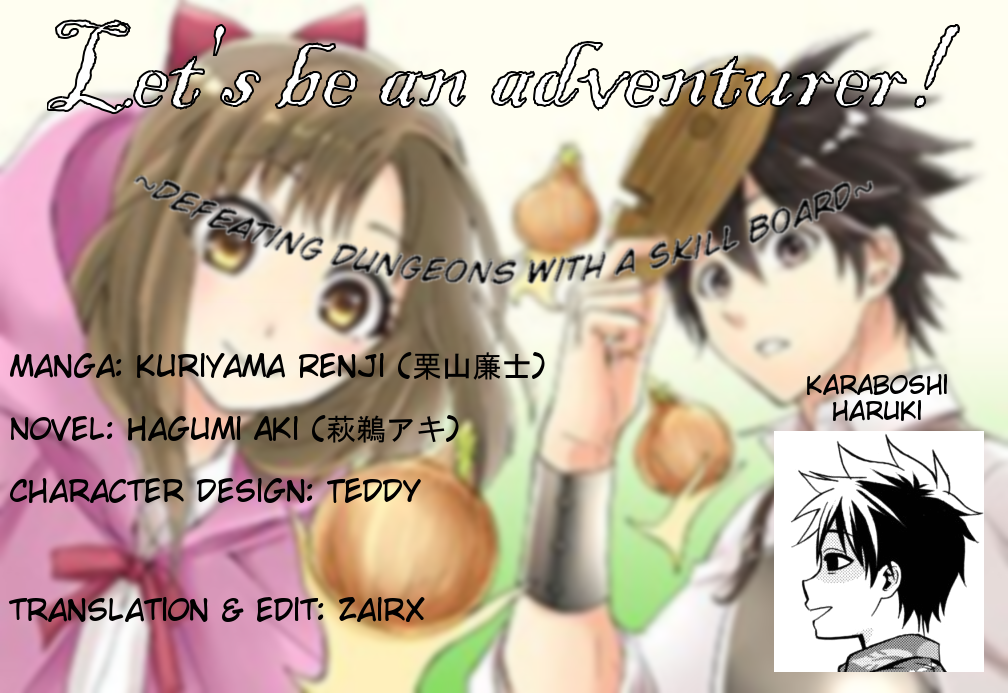 Let's be an adventurer!
~DEFEATING DUNGEONS WITH A SKILL BOARD~
MANGA: KURIYAMA RENJI (栗山廉士)
NOVEL: HAGUMI AKI (萩鵜アキ)
CHARACTER DESIGN: TEDDY
TRANSLATION & EDIT: ZAIRX
KARABOSHI
HARUKI